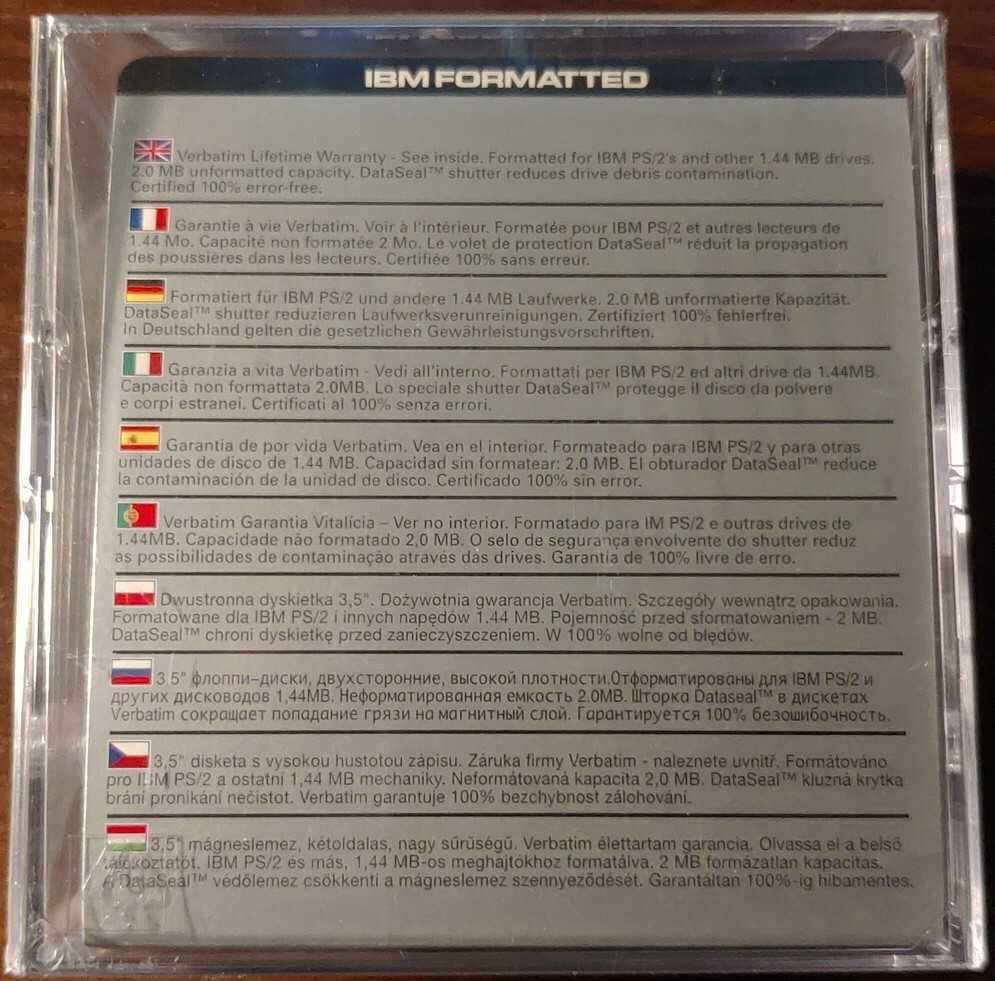 IBM FORMATTED
Verbatim Lifetime Warranty - See inside. Formatted for IBM PS/2's and other 1.44 MB drives.
2.0 MB unformatted capacity. DataSeal™ shutter reduces drive debris contamination.
Certified 100% error-free.
Garantie à vie Verbatim. Voir à l'intérieur. Formatée pour IBM PS/2 et autres lecteurs de
1.44 Mo. Capacité non formatée 2 Mo. Le volet de protection DataSeal™ réduit la propagation
des poussières dans les lecteurs. Certifiée 100% sans erreur.
Formatiert für IBM PS/2 und andere 1.44 MB Laufwerke. 2.0 MB unformatierte Kapazität.
DataSeal™ shutter reduzieren Laufwerksverunreinigungen. Zertifiziert 100% fehlerfrei.
In Deutschland gelten die gesetzlichen Gewährleistungsvorschriften.
Garanzia a vita Verbatim - Vedi all'interno. Formattati per IBM PS/2 ed altri drive da 1.44MB.
Capacità non formattata 2.0MB. Lo speciale shutter DataSeal™ protegge il disco da polvere
e corpi estranei. Certificati al 100% senza errori.
Garantia de por vida Verbatim. Vea en el interior. Formateado para IBM PS/2 y para otras
unidades de disco de 1.44 MB. Capacidad sin formatear: 2.0 MB. El obturador DataSeal™ reduce
la contaminación de la unidad de disco. Certificado 100% sin error.
Verbatim Garantia Vitalícia – Ver no interior. Formatado para IM PS/2 e outras drives de
1.44MB. Capacidade não formatado 2,0 MB. O selo de segurança envolvente do shutter reduz
as possibilidades de contaminação através dás drives. Garantia de 100% livre de erro.
Dwustronna dyskietka 3,5". Dożywotnia gwarancja Verbatim. Szczegóły wewnątrz opakowania.
Formatowane dla IBM PS/2 i innych napędów 1.44 MB. Pojemność przed sformatowaniem - 2 MB.
DataSeal™ chroni dyskietkę przed zanieczyszczeniem. W 100% wolne od błędów.
3,5" флоппи-диски, двухсторонние, высокой плотности.Отформатированы для IBM PS/2 и
других дисководов 1,44MB. Неформатированная емкость 2.0MB. Шторка Dataseal™ в дискетах
Verbatim сокращает попадание грязи на магнитный слой. Гарантируется 100% безошибочность.
3,5" disketa s vysokou hustotou zápisu. Záruka firmy Verbatim - naleznete uvnitř. Formátováno
pro IBM PS/2 a ostatní 1,44 MB mechaniky. Neformátovaná kapacita 2,0 MB. DataSeal™ kluzná krytka
brání pronikání nečistot. Verbatim garantuje 100% bezchybnost zálohování.
3,5" mágneslemez, kétoldalas, nagy sűrűségű. Verbatim élettartam garancia. Olvassa el a belső
tájékoztatót. IBM PS/2 és más, 1,44 MB-os meghajtókhoz formátálva. 2 MB formázatlan kapacitás.
A DataSeal™ védőlemez csökkenti a mágneslemez szennyeződését. Garantáltan 100%-ig hibamentes.